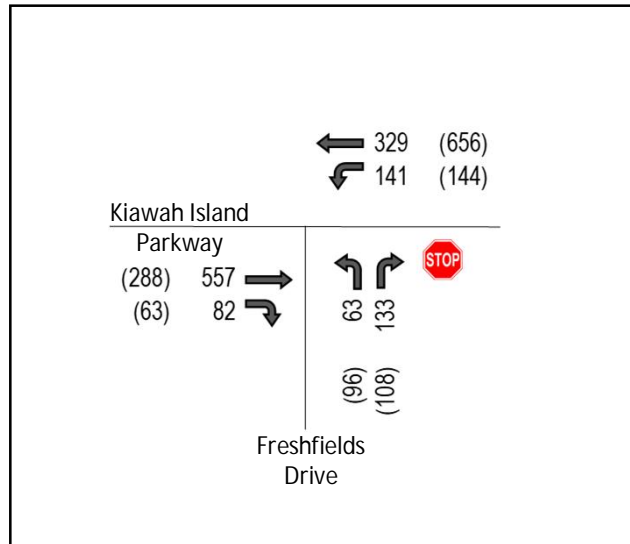 329 (656)
141 (144)
Kiawah Island
Parkway
STOP
(288) 557
(63) 82
63 133
(96) (108)
Freshfields
Drive